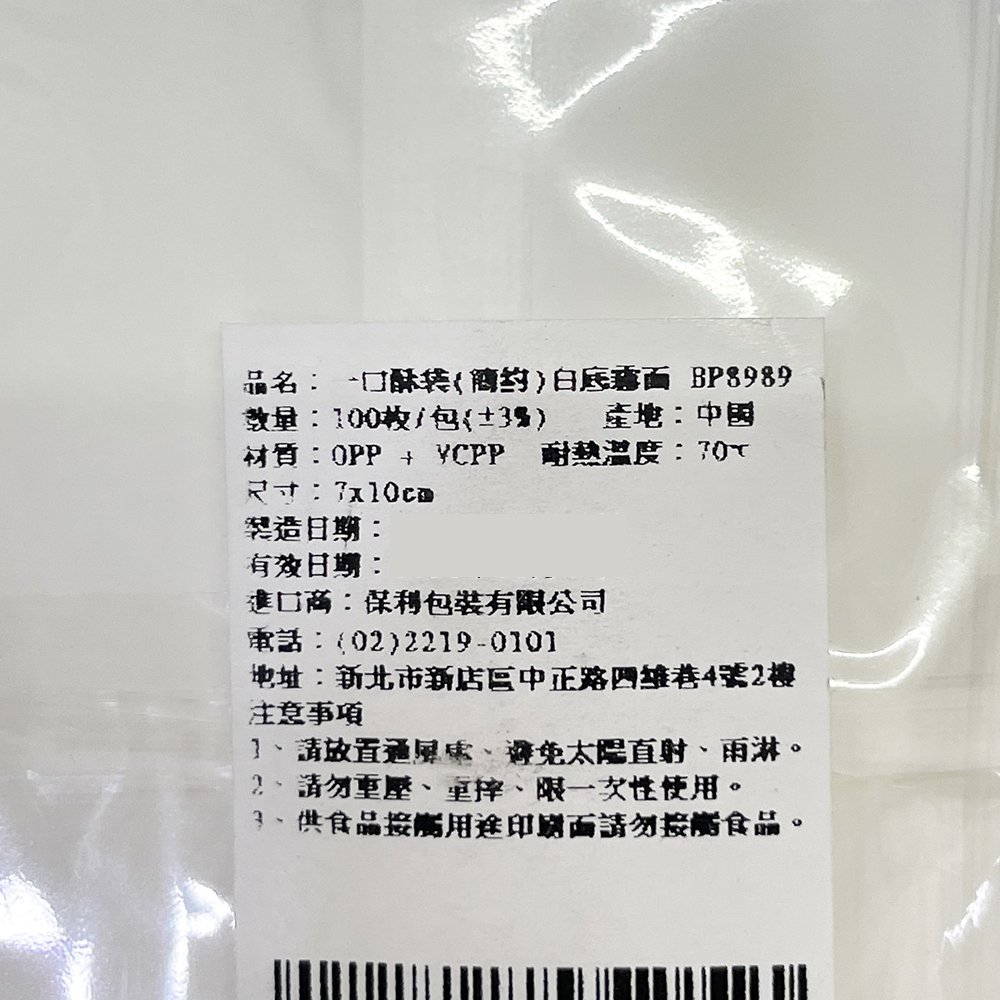 品名：一口酥袋(簡約)白底霧面 BP8989
數量：100枚/包(±3%) 產地：中國
材質：OPP + VCPP 耐熱溫度：70℃
尺寸：7x10cm
製造日期：
有效日期：
進口商：保利包裝有限公司
電話：(02)2219-0101
地址：新北市新店區中正路四維巷4號2樓
注意事項
1、請放置通風處、避免太陽直射、雨淋。
2、請勿重壓、重摔、限一次性使用。
3、供食品接觸用途印刷面請勿接觸食品。